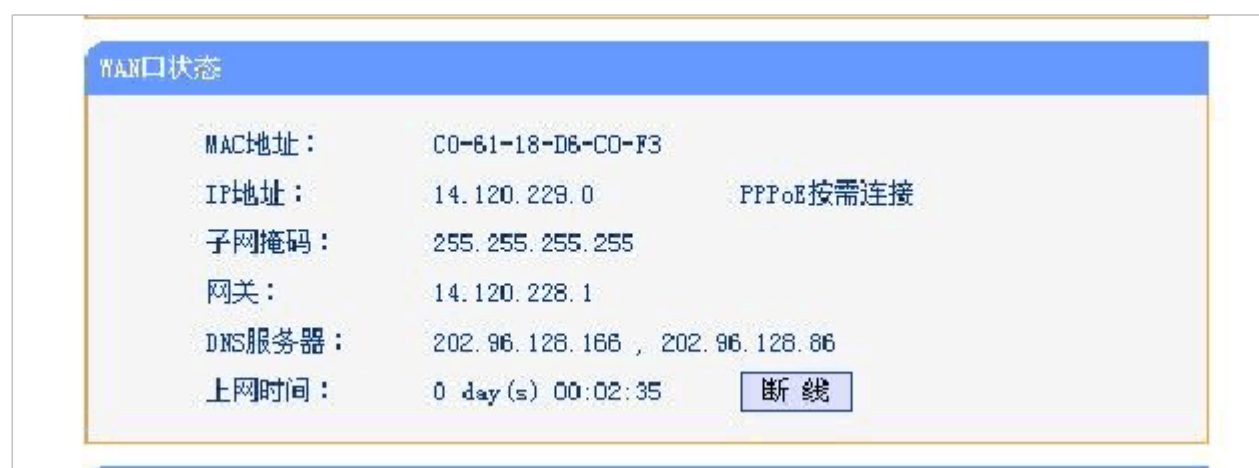 WAN口状态
MAC地址： C0-61-18-D6-C0-F3
IP地址： 14.120.229.0 PPPoE按需连接
子网掩码： 255.255.255.255
网关： 14.120.228.1
DNS服务器： 202.96.128.166 , 202.96.128.86
上网时间： 0 day(s) 00:02:35 断 线